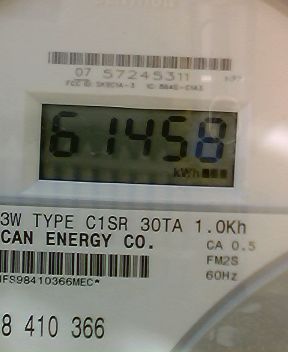 07 57245311
61458
kWh
3W TYPE C1SR 30TA 1.0Kh
CAN ENERGY CO.
CA 0.5
FM2S
60Hz
IFS98410366MEC*
8 410 366